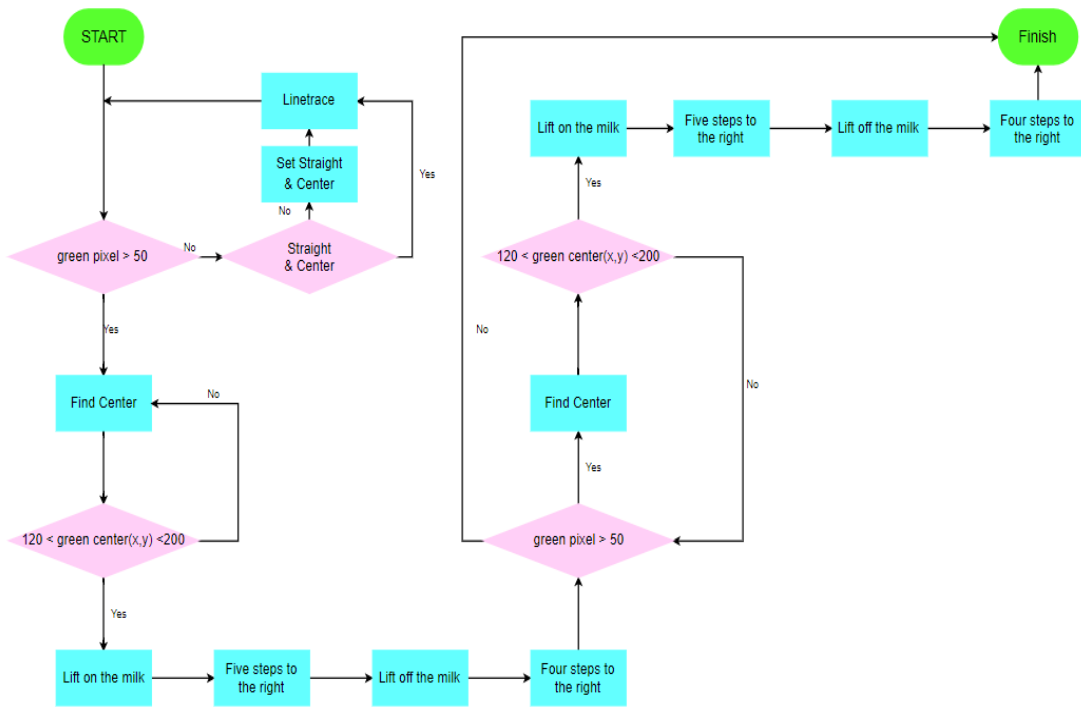 START
Linetrace
Set Straight
& Center
Yes
No
green pixel > 50
No
Straight
& Center
Yes
Find Center
No
120 < green center(x,y) <200
Yes
Lift on the milk
Five steps to
the right
Lift off the milk
Four steps to
the right
green pixel > 50
Yes
No
Find Center
No
120 < green center(x,y) <200
Yes
Lift on the milk
Five steps to
the right
Lift off the milk
Four steps to
the right
Finish